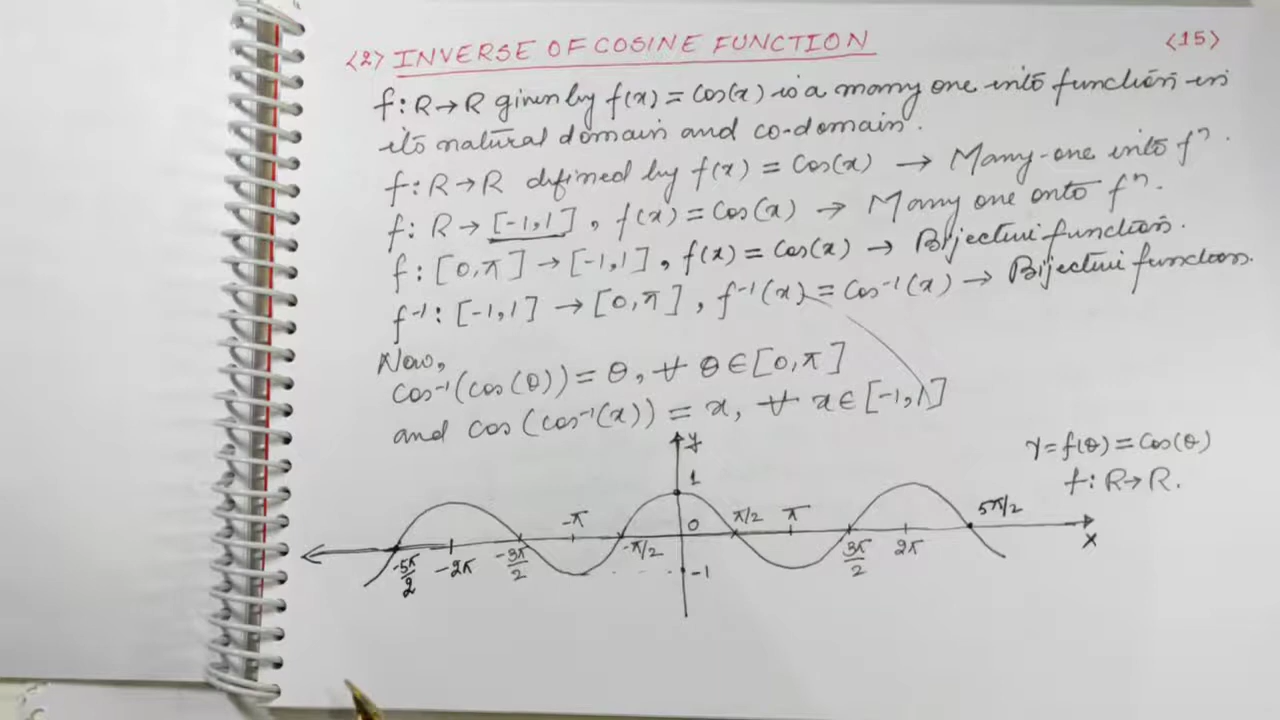 <2> INVERSE OF COSINE FUNCTION
<15>
f: R→R given by f(x) = Cos(x) is a many one into function in
its natural domain and co-domain.
f: R→R defined by f(x) = Cos(x) → Many-one into fⁿ.
f: R→[-1,1], f(x) = Cos(x) → Many one onto fⁿ.
f: [0,π]→[-1,1], f(x) = Cos(x) → Bijective function.
f⁻¹: [-1,1] → [0,π], f⁻¹(x) = Cos⁻¹(x) → Bijective function.
Now,
Cos⁻¹(Cos(θ)) = θ, ∀ θ∈[0,π]
and Cos(Cos⁻¹(x)) = x, ∀ x∈[-1,1]
y
Y=f(θ)=Cos(θ)
f: R→R.
1
-π
0
π/2
π
5π/2
-5π/2
-2π
-3π/2
-π/2
3π/2
2π
X
-1